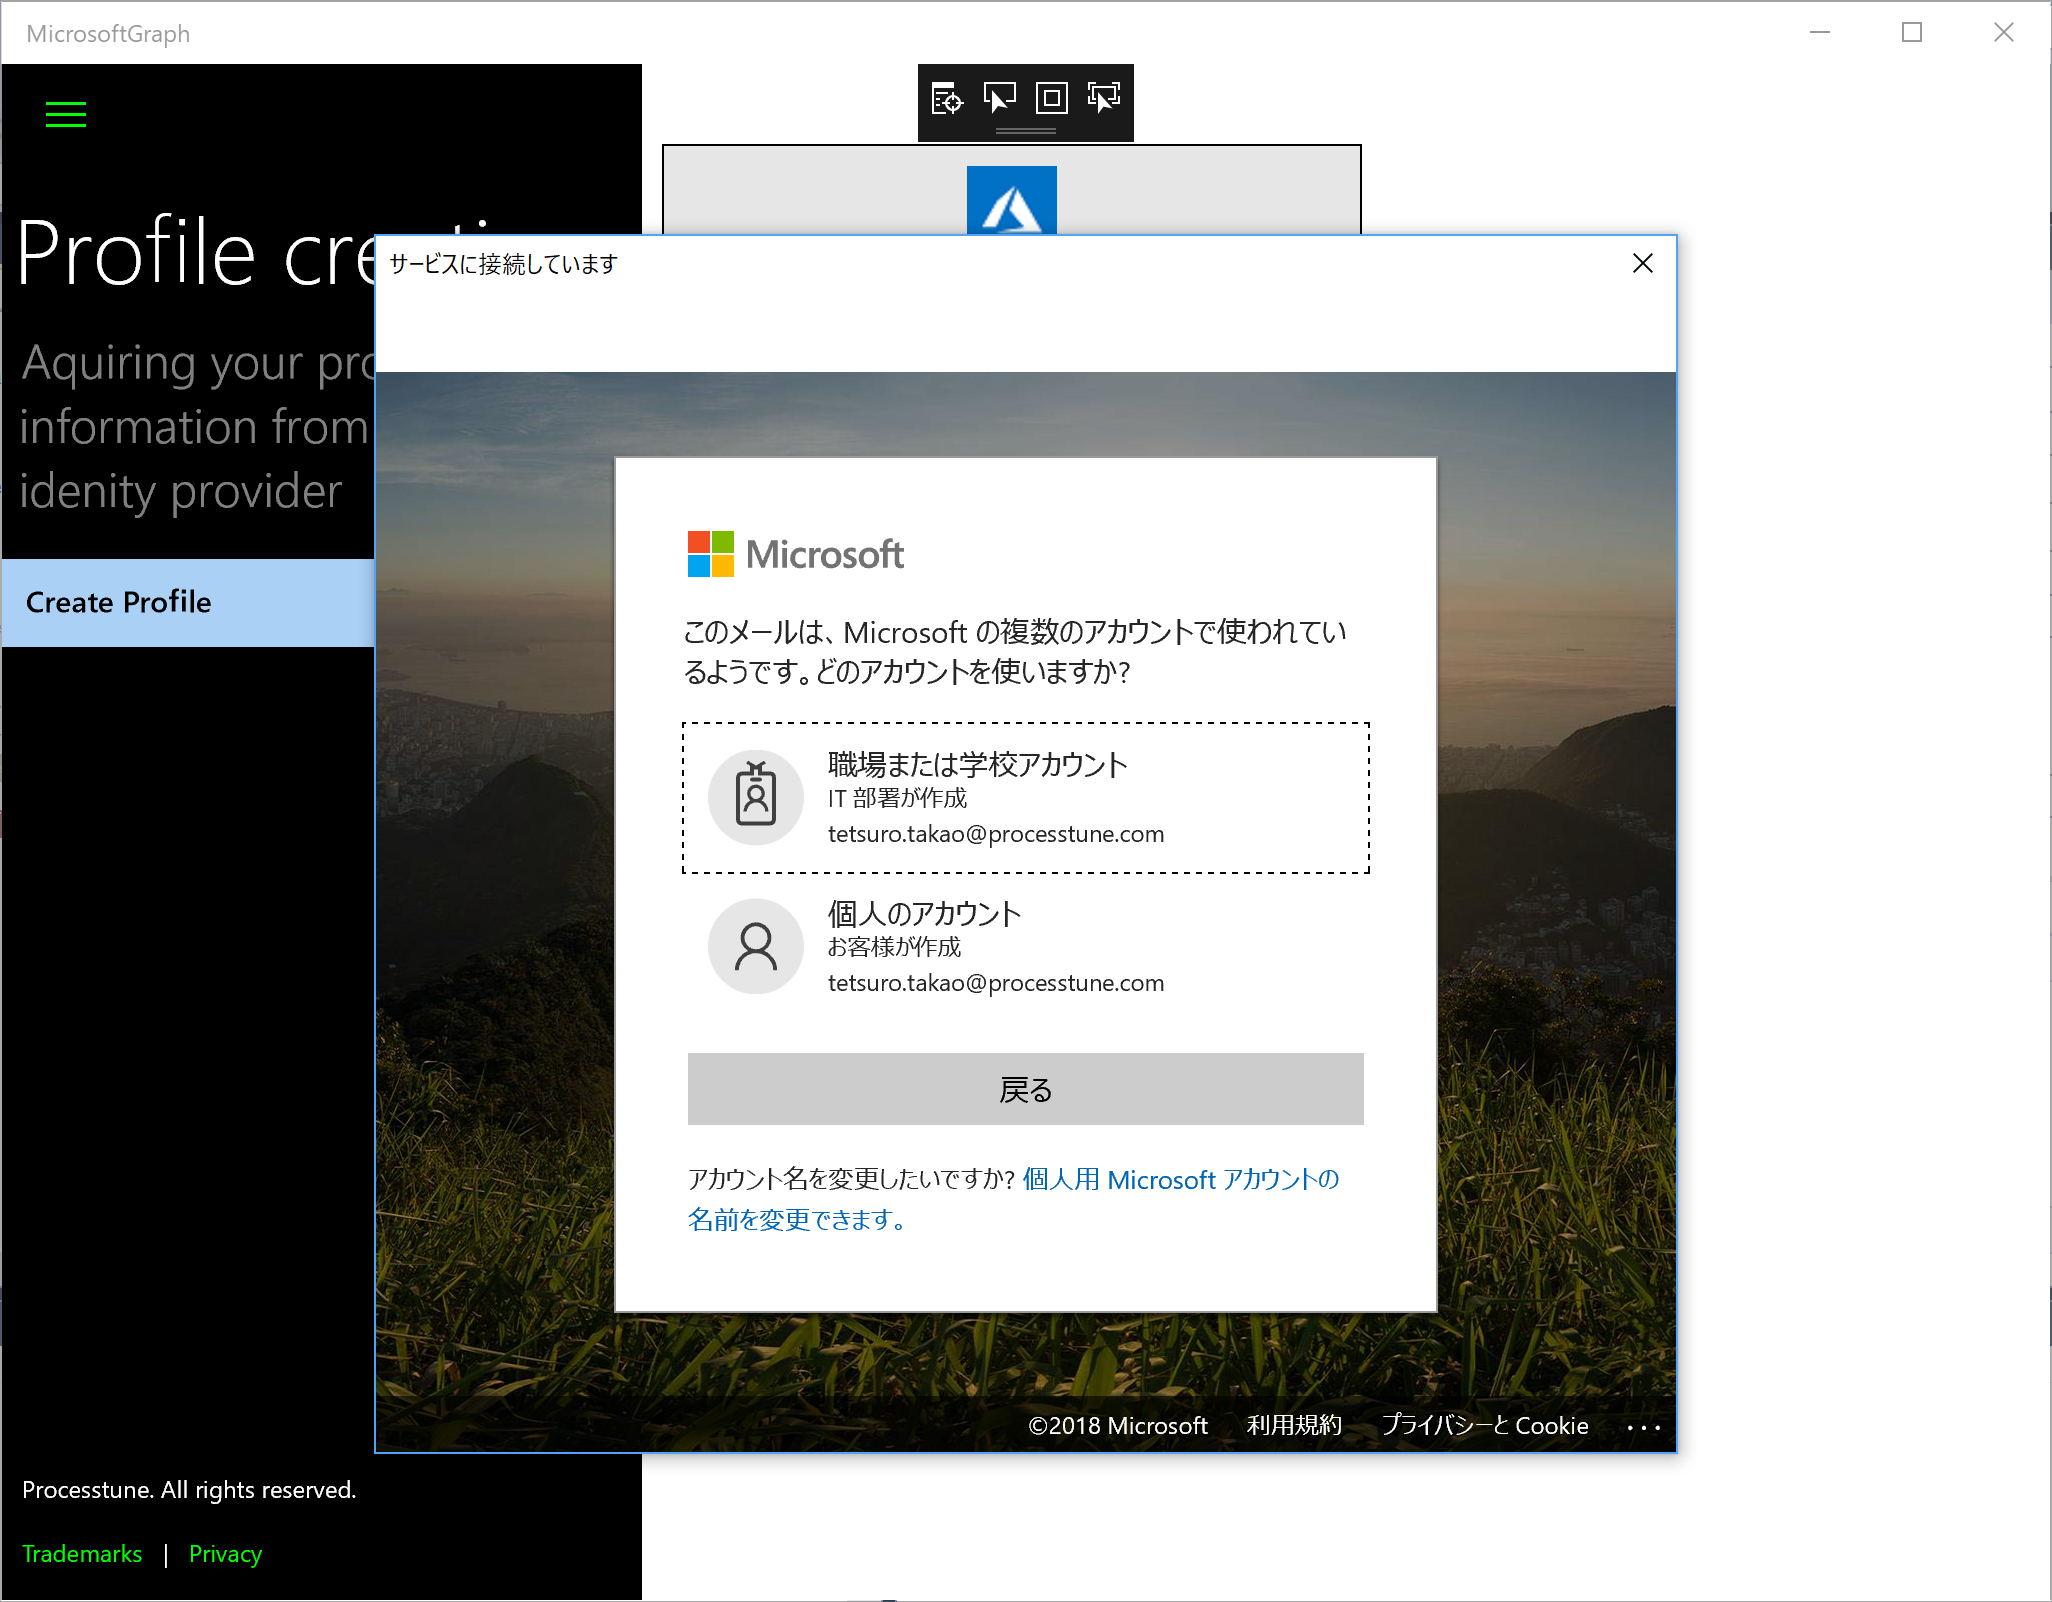 MicrosoftGraph
Profile cre
Aquiring your pro
information from
idenity provider
Create Profile
サービスに接続しています
Microsoft
このメールは、Microsoft の複数のアカウントで使われてい
るようです。どのアカウントを使いますか?
職場または学校アカウント
IT 部署が作成
tetsuro.takao@processtune.com
個人のアカウント
お客様が作成
tetsuro.takao@processtune.com
戻る
アカウント名を変更したいですか? 個人用 Microsoft アカウントの
名前を変更できます。
©2018 Microsoft 利用規約 プライバシーと Cookie ...
Processtune. All rights reserved.
Trademarks | Privacy